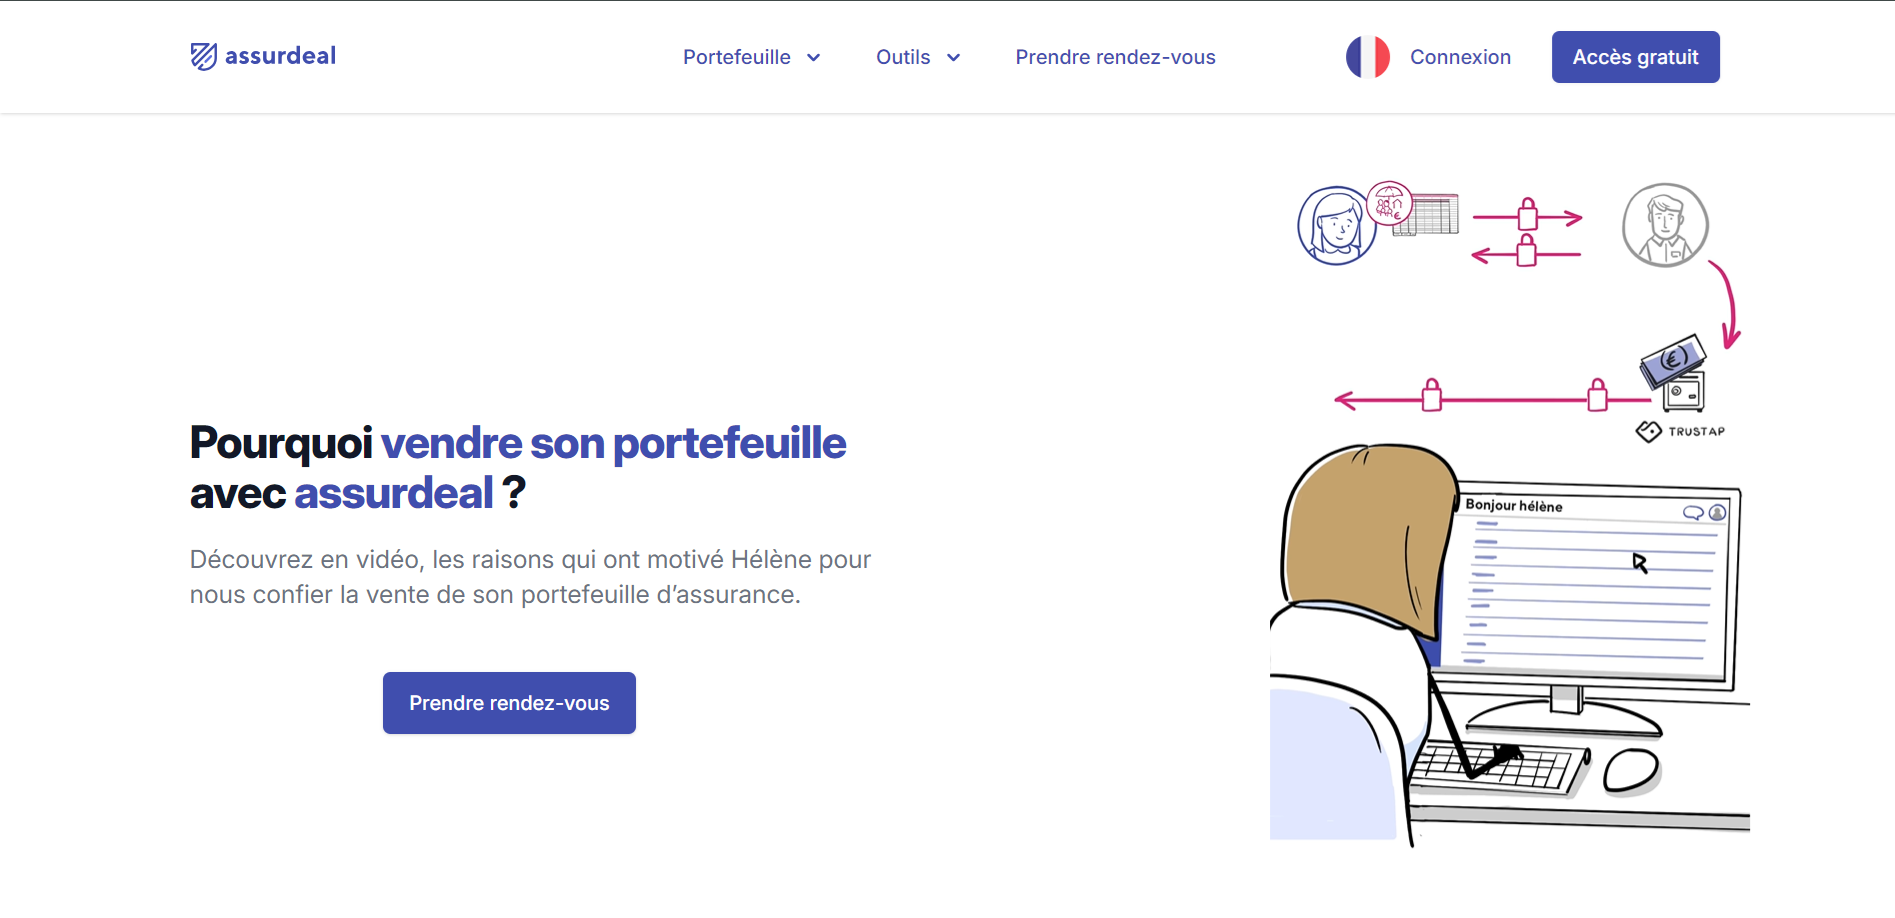 assurdeal
Portefeuille
Outils
Prendre rendez-vous
Connexion
Accès gratuit
Pourquoi vendre son portefeuille
avec assurdeal ?
Découvrez en vidéo, les raisons qui ont motivé Hélène pour
nous confier la vente de son portefeuille d’assurance.
Prendre rendez-vous
€
€
TRUSTAP
Bonjour hélène